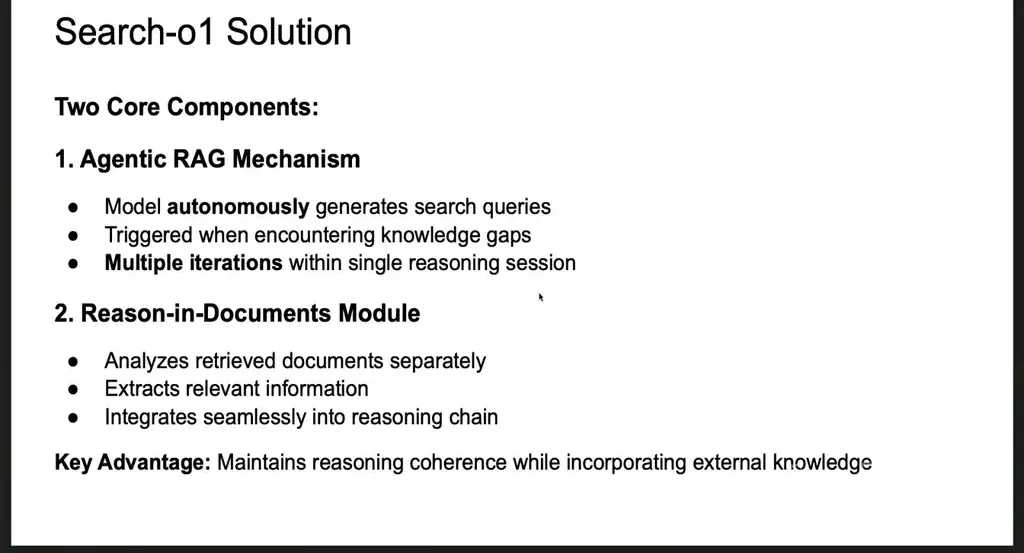 Search-o1 Solution
Two Core Components:
1. Agentic RAG Mechanism
● Model autonomously generates search queries
● Triggered when encountering knowledge gaps
● Multiple iterations within single reasoning session
2. Reason-in-Documents Module
● Analyzes retrieved documents separately
● Extracts relevant information
● Integrates seamlessly into reasoning chain
Key Advantage: Maintains reasoning coherence while incorporating external knowledge